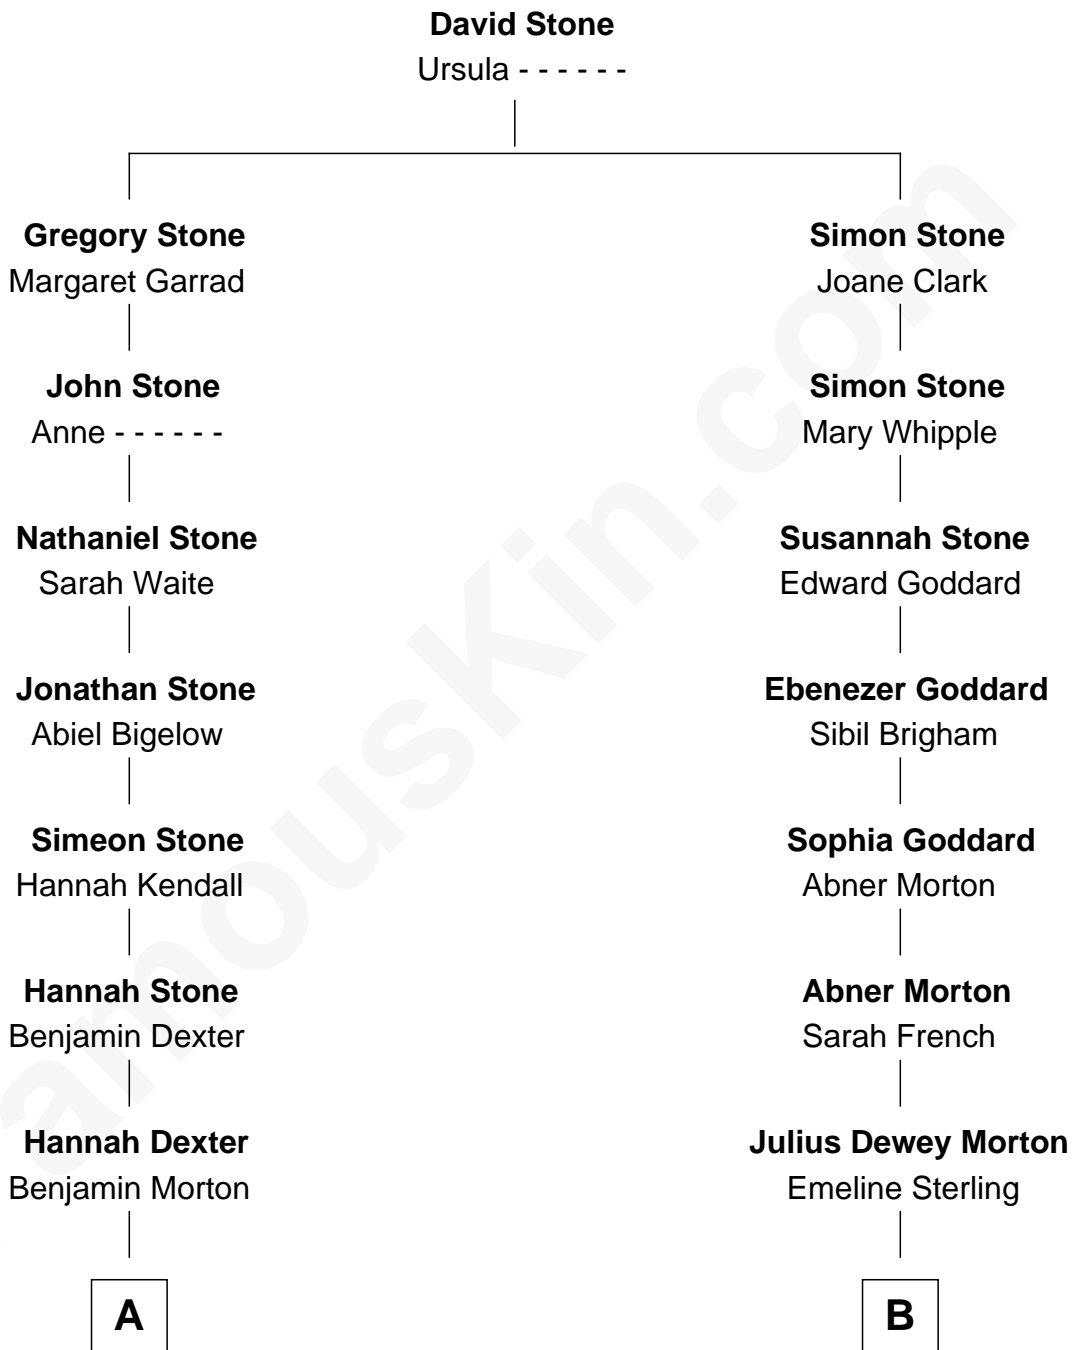 David Stone
Ursula - - - - - -
Gregory Stone
Margaret Garrad
Simon Stone
Joane Clark
John Stone
Anne - - - - - -
Simon Stone
Mary Whipple
Nathaniel Stone
Sarah Waite
Susannah Stone
Edward Goddard
Jonathan Stone
Abiel Bigelow
Ebenezer Goddard
Sibil Brigham
Simeon Stone
Hannah Kendall
Sophia Goddard
Abner Morton
Hannah Stone
Benjamin Dexter
Abner Morton
Sarah French
Hannah Dexter
Benjamin Morton
Julius Dewey Morton
Emeline Sterling
A
B
amousKin.com